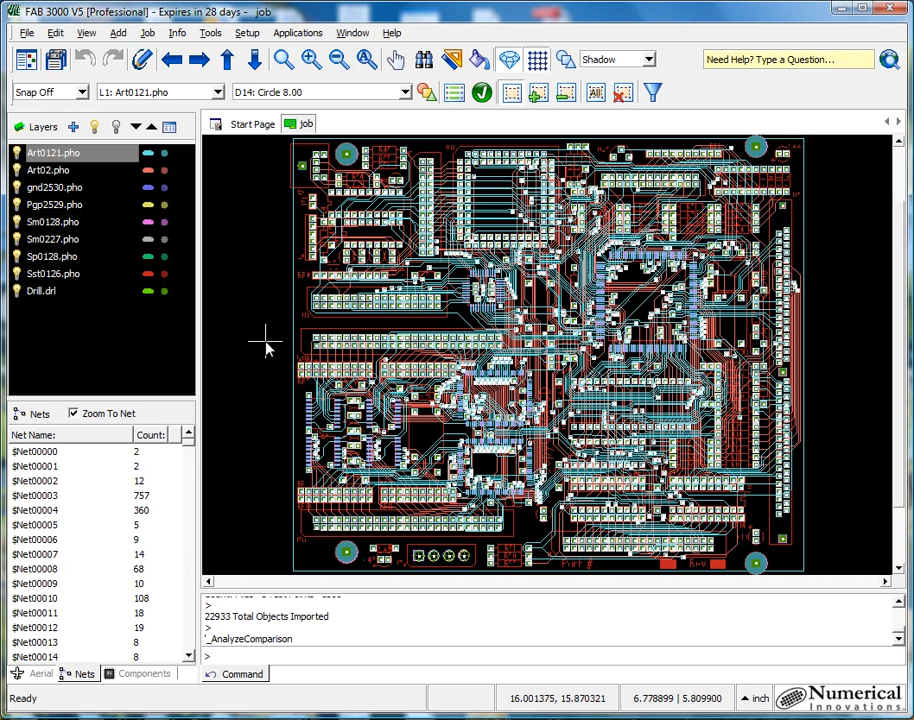 FAB 3000 V5 [Professional] - Expires in 28 days - job
File Edit View Add Job Info Tools Setup Applications Window Help
Shadow
Need Help? Type a Question...
Snap Off
L1: Art0121.pho
D14: Circle 8.00
All
Layers
Start Page
job
Art0121.pho
Art02.pho
gnd2530.pho
Pgp2529.pho
Sm0128.pho
Sm0227.pho
Sp0128.pho
Sst0126.pho
Drill.drl
Part #
REV
Nets
Zoom To Net
Net Name: Count:
$Net00000 2
$Net00001 2
$Net00002 12
$Net00003 757
$Net00004 360
$Net00005 5
$Net00006 9
$Net00007 14
$Net00008 68
$Net00009 10
$Net00010 108
$Net00011 18
$Net00012 19
$Net00013 8
$Net00014 8
>
22933 Total Objects Imported
>
'_AnalyzeComparison
>
Aerial Nets Components
Command
Ready
16.001375, 15.870321
6.778899 | 5.809900
inch
Numerical
Innovations